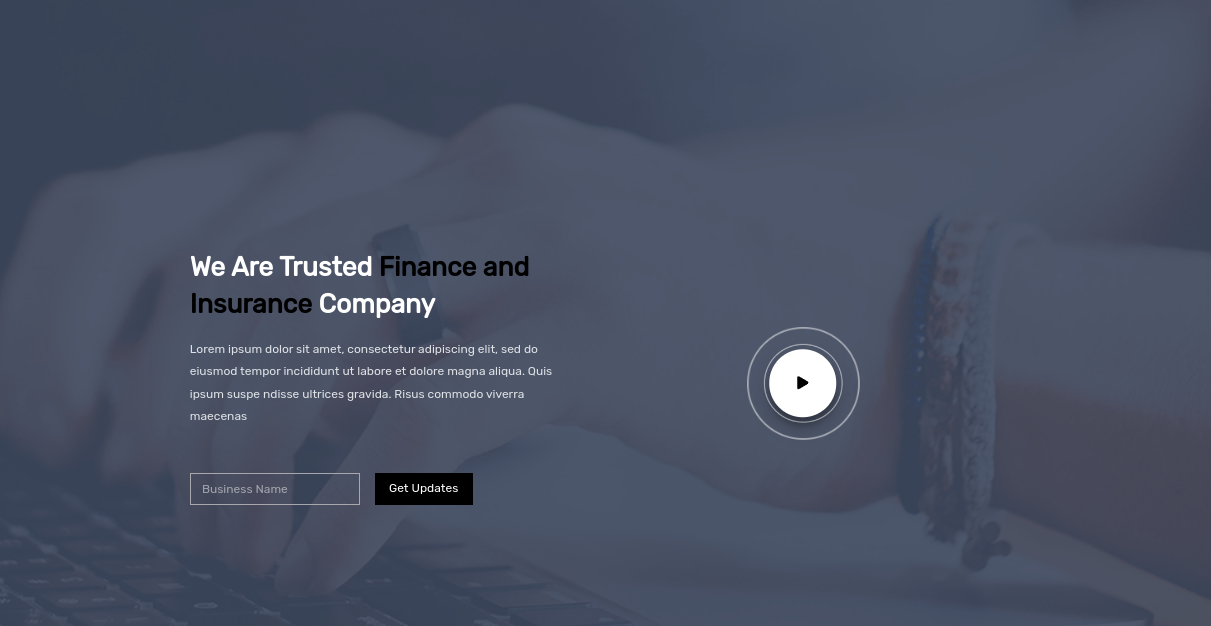 We Are Trusted Finance and
Insurance Company
Lorem ipsum dolor sit amet, consectetur adipiscing elit, sed do
eiusmod tempor incididunt ut labore et dolore magna aliqua. Quis
ipsum suspe ndisse ultrices gravida. Risus commodo viverra
maecenas
Business Name
Get Updates